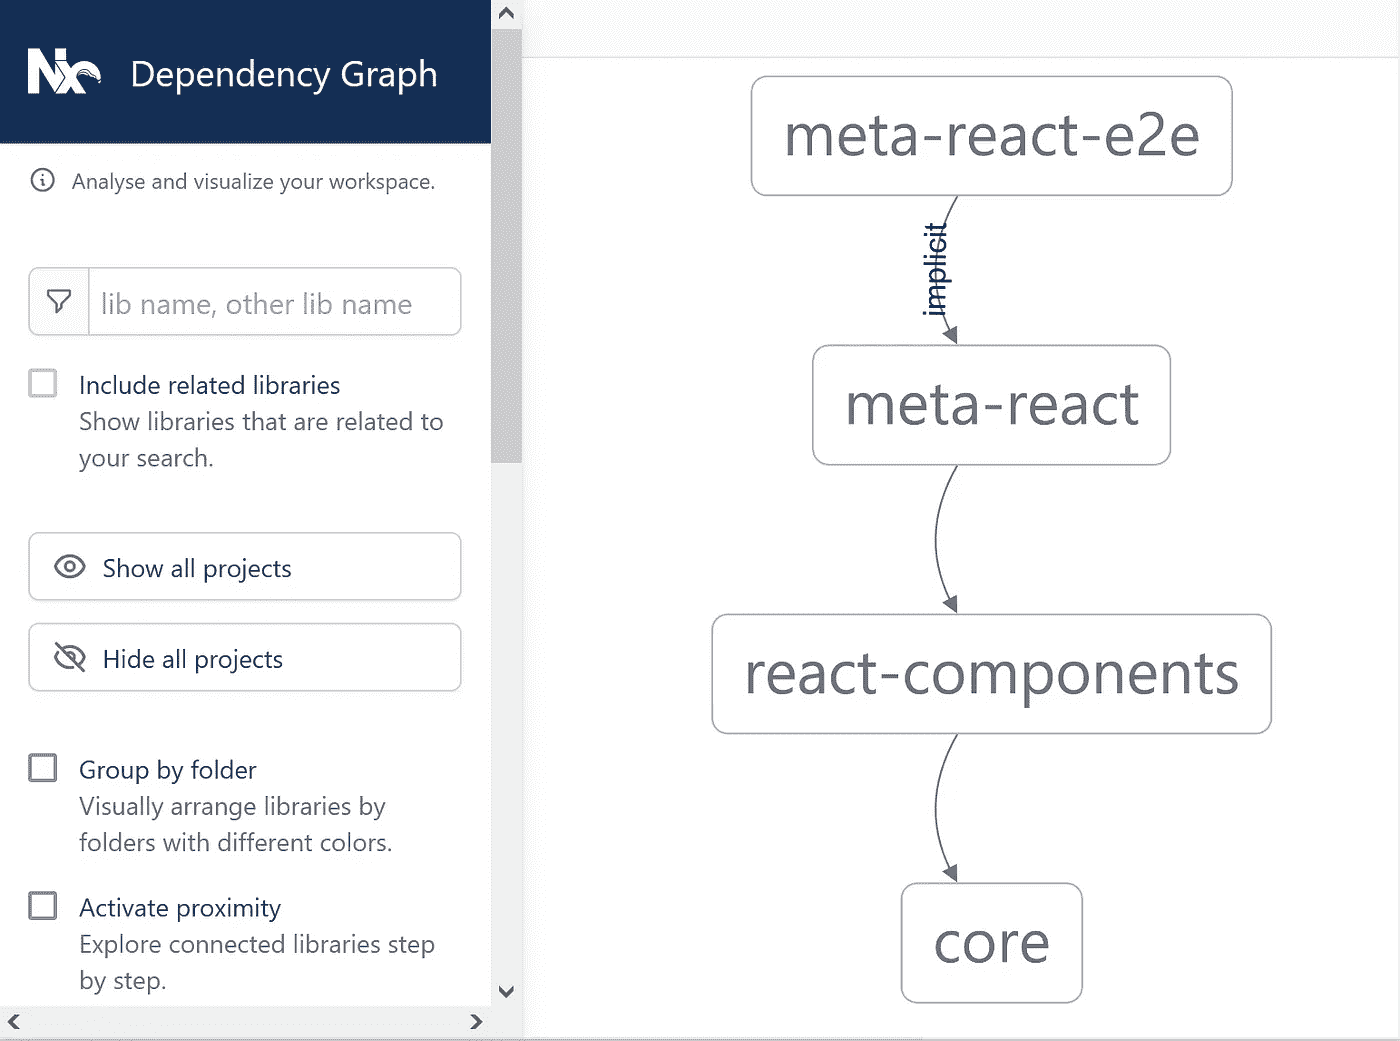 Nx Dependency Graph
Analyse and visualize your workspace.
lib name, other lib name
Include related libraries
Show libraries that are related to
your search.
Show all projects
Hide all projects
Group by folder
Visually arrange libraries by
folders with different colors.
Activate proximity
Explore connected libraries step
by step.
meta-react-e2e
implicit
meta-react
react-components
core